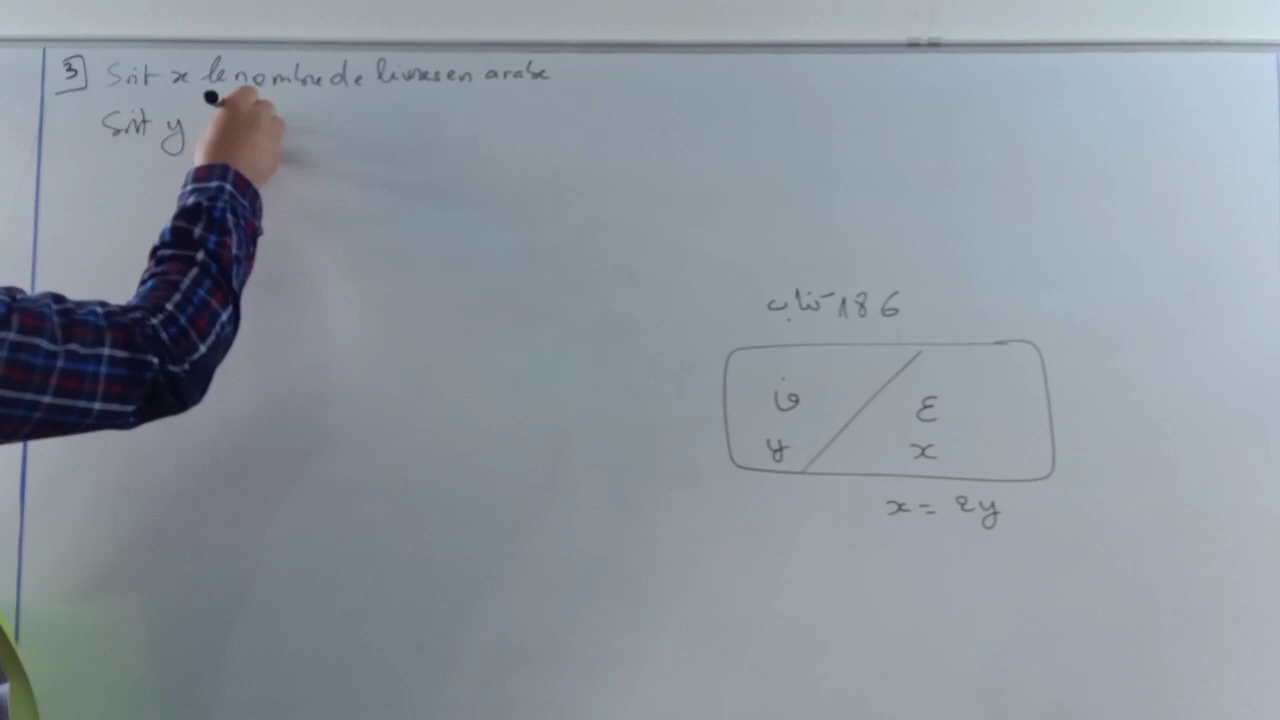 3 Soit x le nombre de livres en arabe
Soit y
186 كتاب
ف ع
y x
x = 2y